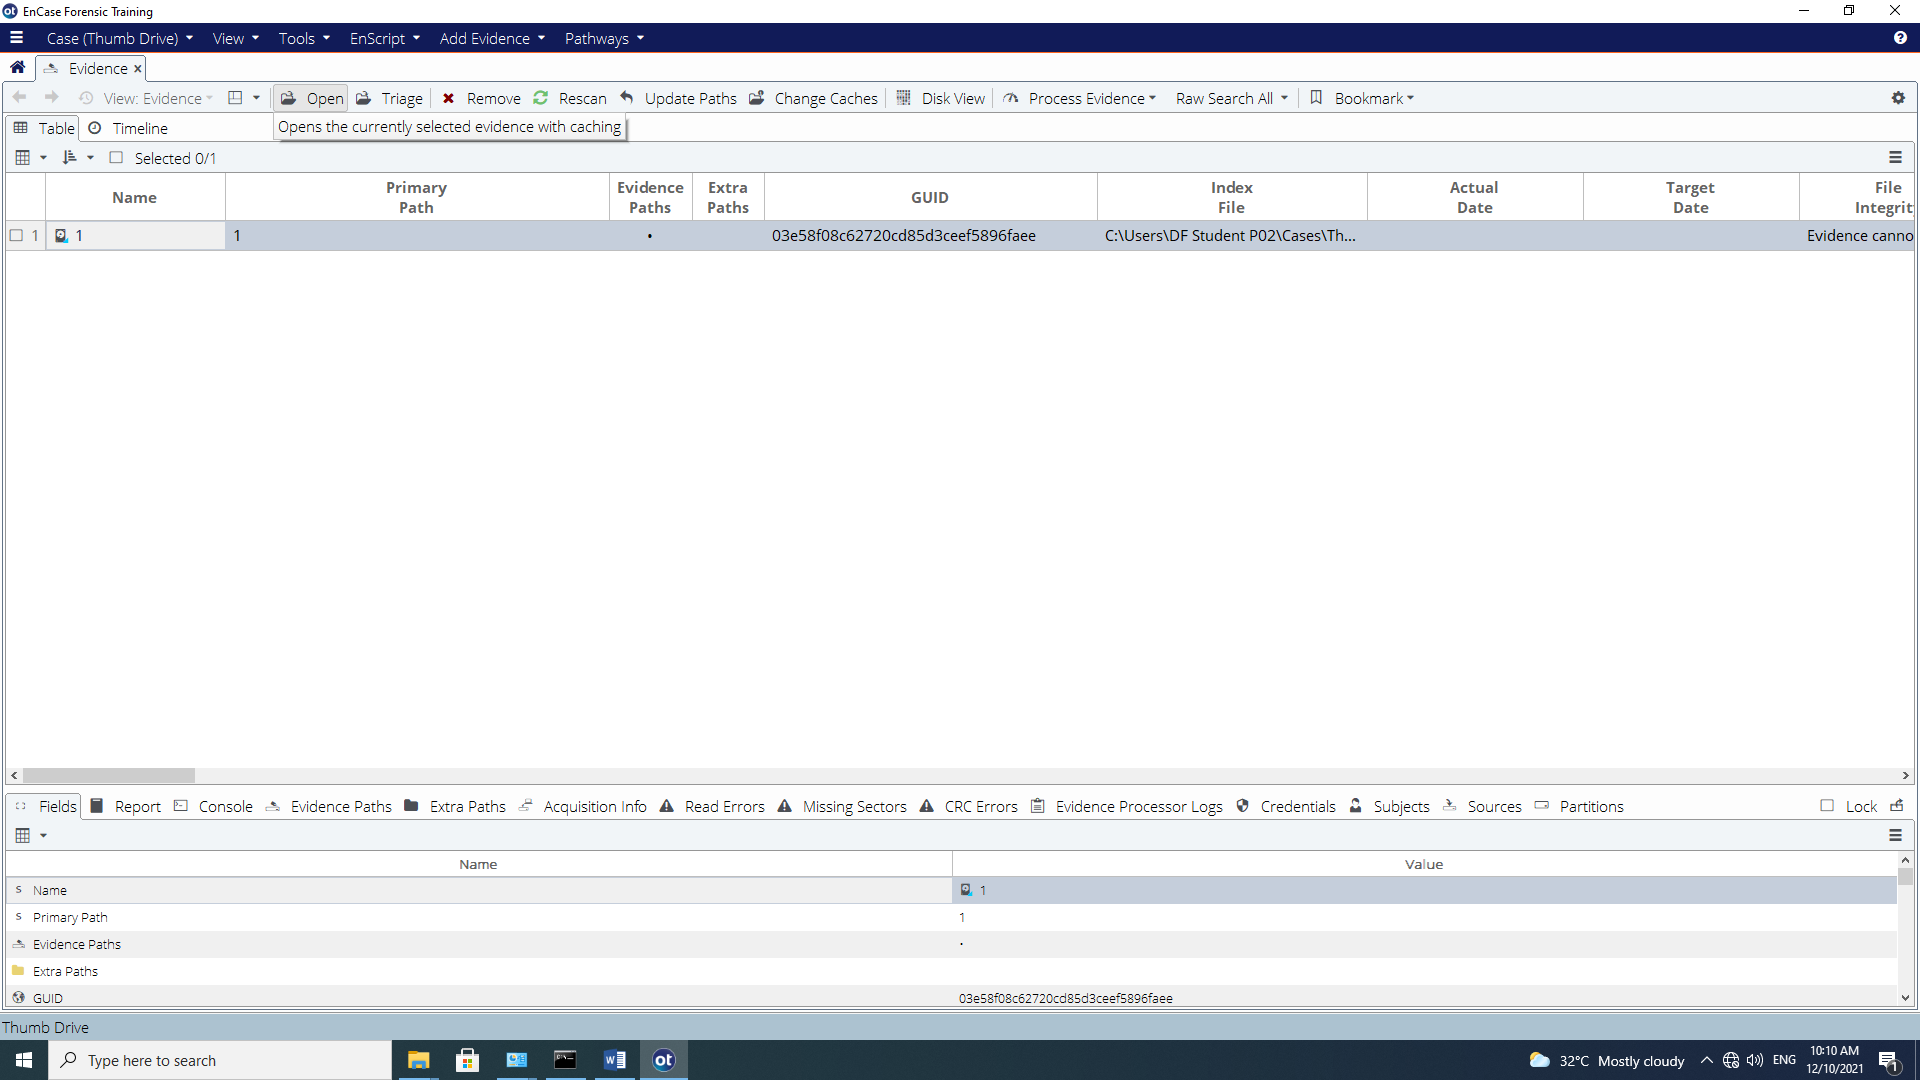 EnCase Forensic Training
Case (Thumb Drive) View Tools EnScript Add Evidence Pathways
Evidence
View: Evidence Open Triage Remove Rescan Update Paths Change Caches Disk View Process Evidence Raw Search All Bookmark
Table Timeline Opens the currently selected evidence with caching
Selected 0/1
Name Primary Path Evidence Paths Extra Paths GUID Index File Actual Date Target Date File Integrit
1 1 1 • 03e58f08c62720cd85d3ceef5896faee C:\Users\DF Student P02\Cases\Th... Evidence canno
Fields Report Console Evidence Paths Extra Paths Acquisition Info Read Errors Missing Sectors CRC Errors Evidence Processor Logs Credentials Subjects Sources Partitions Lock
Name Value
Name 1
Primary Path 1
Evidence Paths •
Extra Paths
GUID 03e58f08c62720cd85d3ceef5896faee
Thumb Drive
Type here to search 32°C Mostly cloudy ENG 10:10 AM
12/10/2021 1